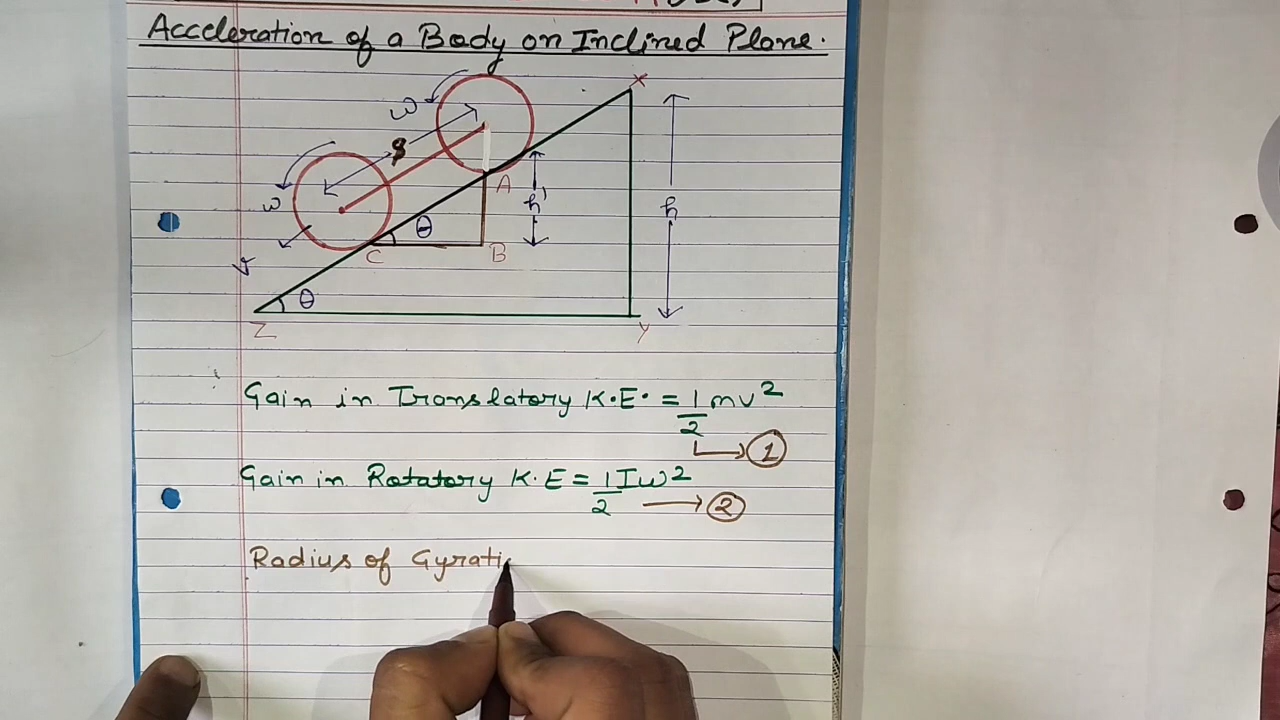 Acceleration of a Body on Inclined Plane.
X
ω
s
A
h'
h
ω
θ
C
B
v
θ
Z
Y
Gain in Translatory K.E. = 1/2 mv²
→ 1
Gain in Rotatory K.E = 1/2 Iω² → 2
Radius of Gyrati